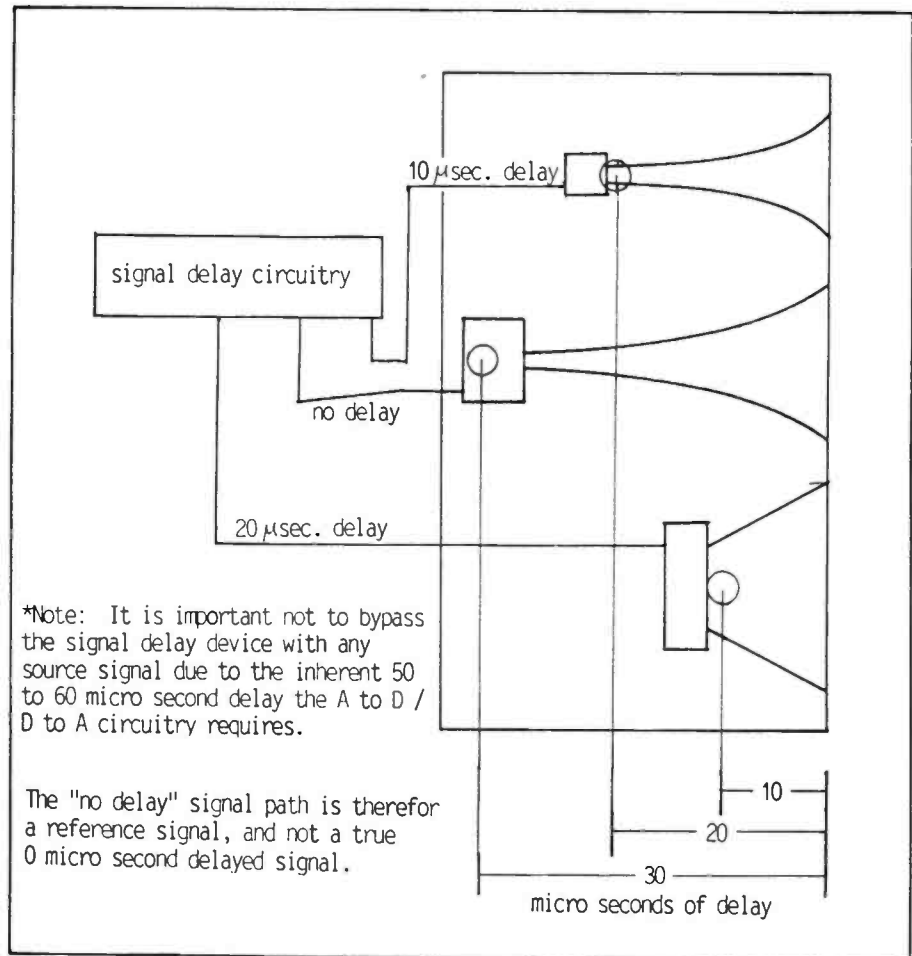 10 μsec. delay
signal delay circuitry
no delay
20 μsec. delay
*Note: It is important not to bypass
the signal delay device with any
source signal due to the inherent 50
to 60 micro second delay the A to D /
D to A circuitry requires.
The "no delay" signal path is therefor
a reference signal, and not a true
0 micro second delayed signal.
10
20
30
micro seconds of delay